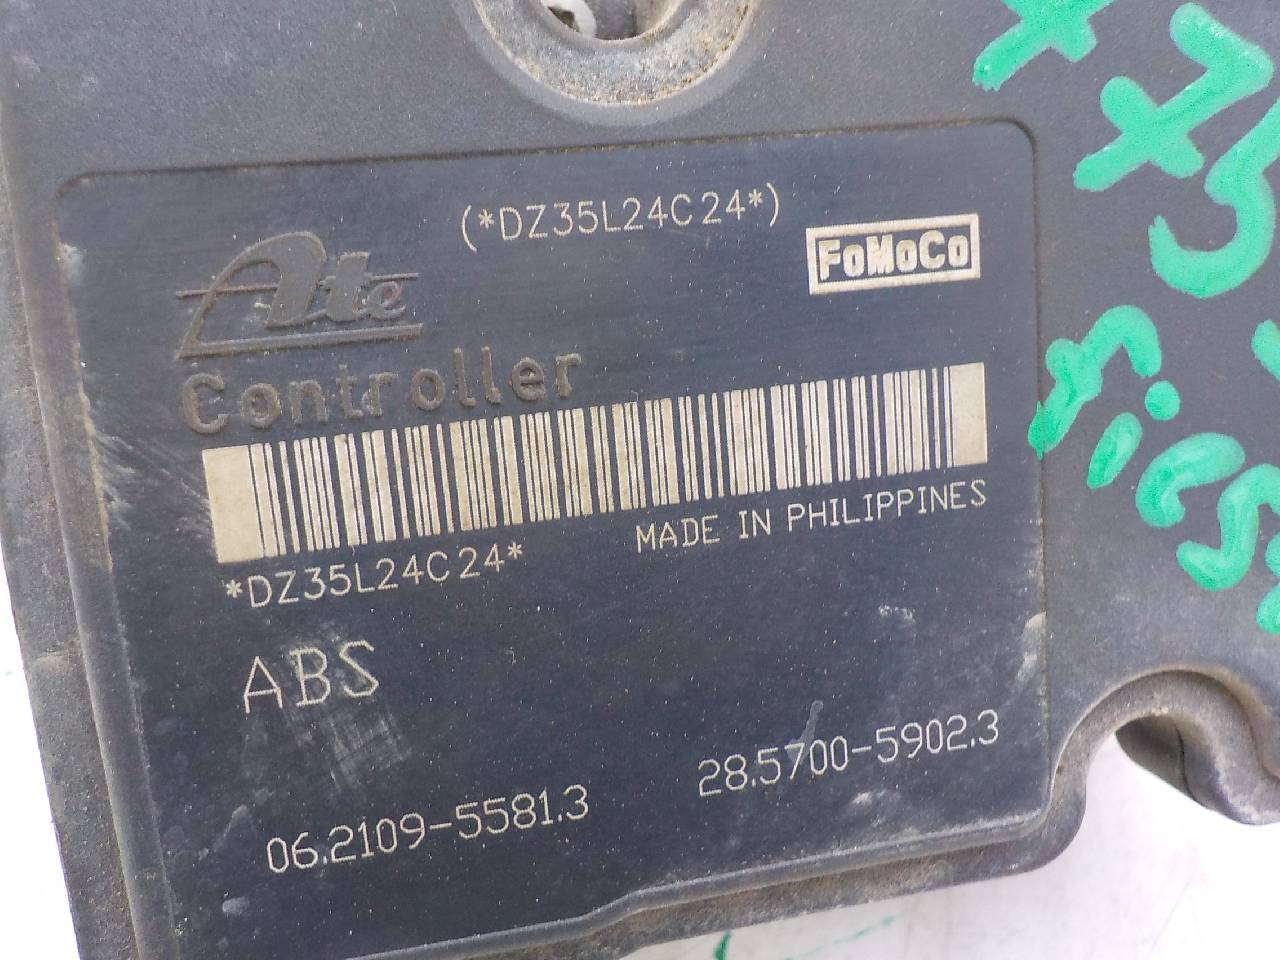 (*DZ35L24C24*)
FoMoCo
Ate
Controller
MADE IN PHILIPPINES
*DZ35L24C24*
ABS
28.5700-5902.3
06.2109-5581.3